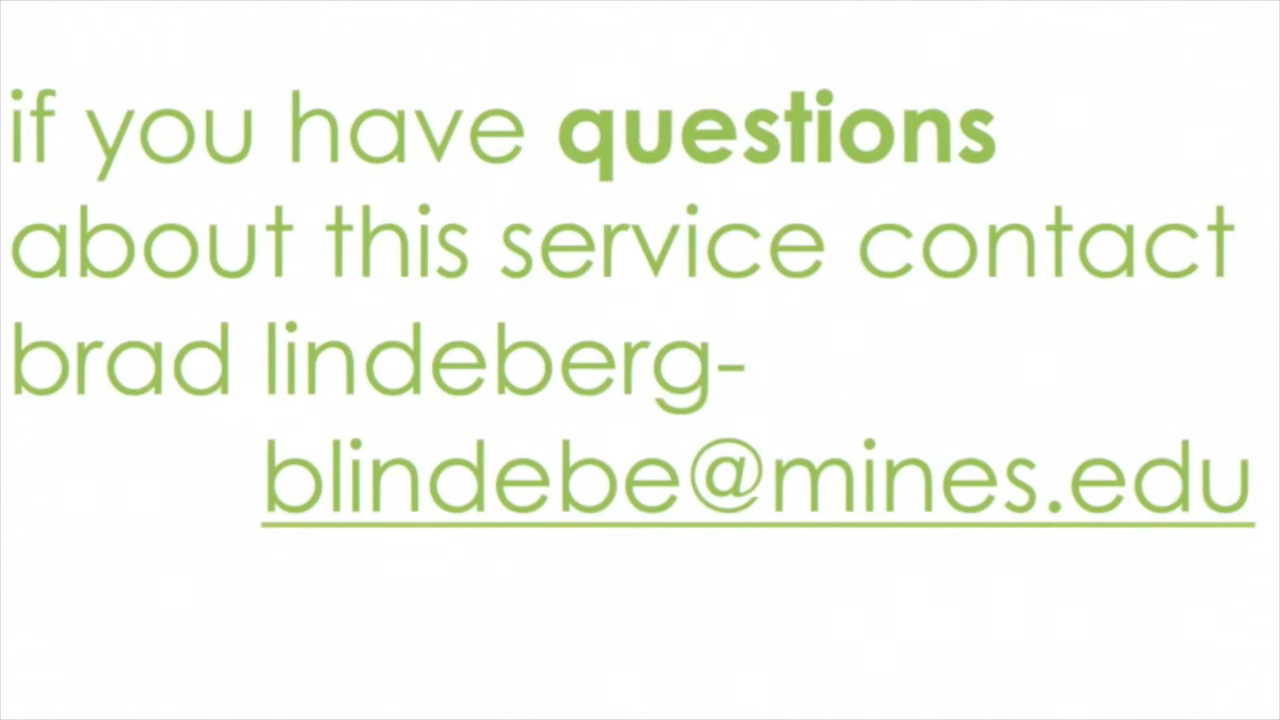 if you have questions
about this service contact
brad lindeberg-
blindebe@mines.edu